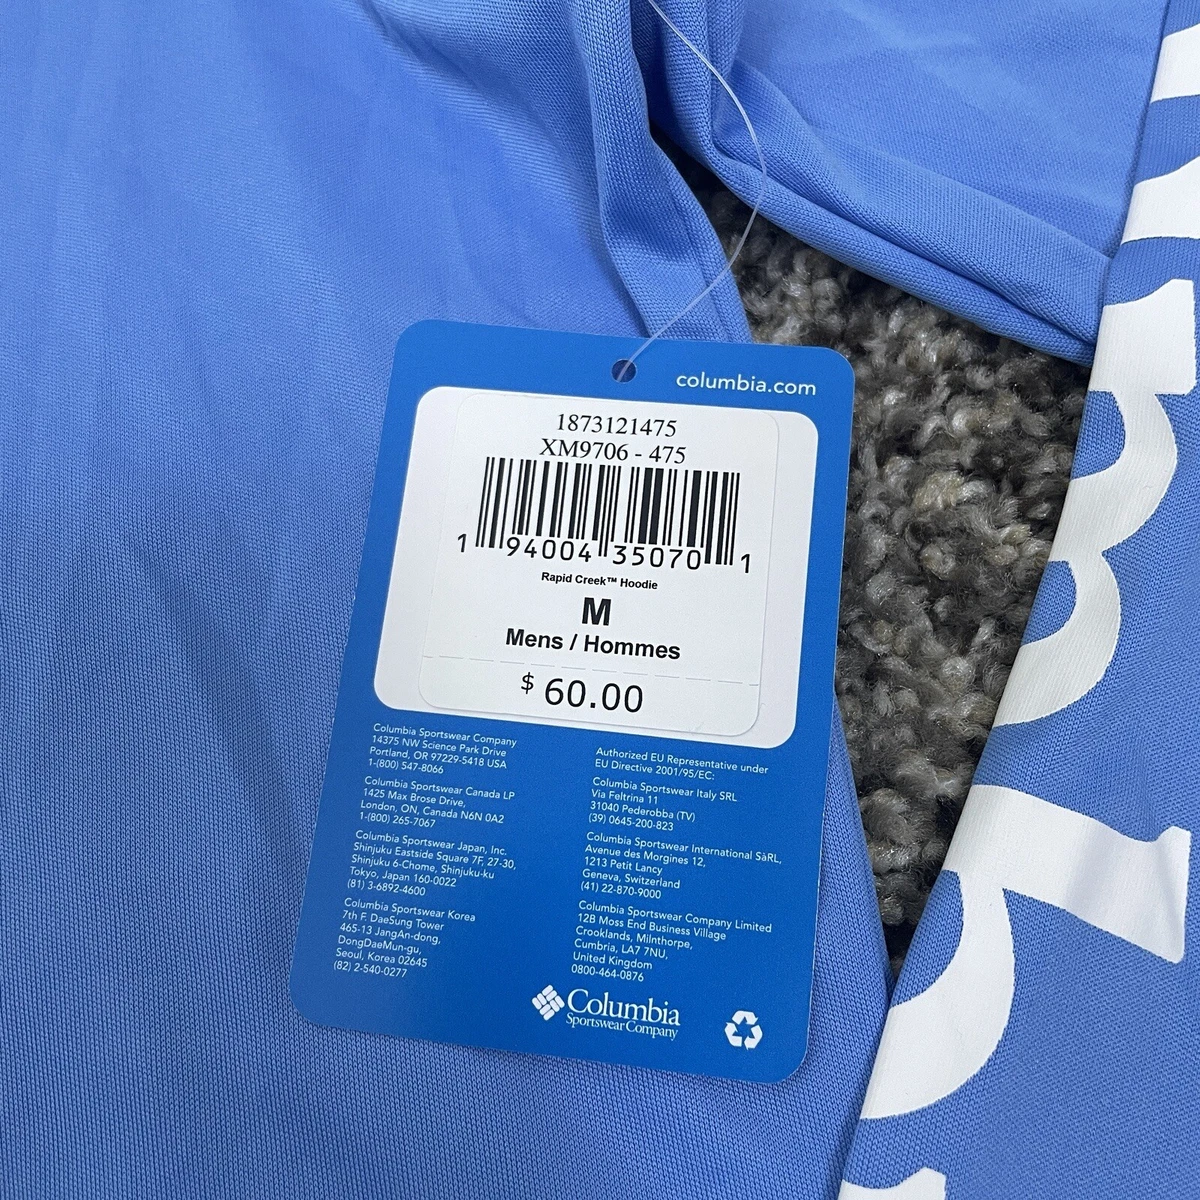 columbia.com
1873121475
XM9706 - 475
1 94004 35070 1
Rapid Creek™ Hoodie
M
Mens / Hommes
$ 60.00
Columbia Sportswear Company
14375 NW Science Park Drive
Portland, OR 97229-5418 USA
1-(800) 547-8066
Columbia Sportswear Canada LP
1425 Max Brose Drive,
London, ON, Canada N6N 0A2
1-(800) 265-7067
Columbia Sportswear Japan, Inc.
Shinjuku Eastside Square 7F, 27-30,
Shinjuku 6-Chome, Shinjuku-ku
Tokyo, Japan 160-0022
(81) 3-6892-4600
Columbia Sportswear Korea
7th F. DaeSung Tower
465-13 JangAn-dong,
DongDaeMun-gu,
Seoul, Korea 02645
(82) 2-540-0277
Authorized EU Representative under
EU Directive 2001/95/EC:
Columbia Sportswear Italy SRL
Via Feltrina 11
31040 Pederobba (TV)
(39) 0645-200-823
Columbia Sportswear International SàRL,
Avenue des Morgines 12,
1213 Petit Lancy
Geneva, Switzerland
(41) 22-870-9000
Columbia Sportswear Company Limited
12B Moss End Business Village
Crooklands, Milnthorpe,
Cumbria, LA7 7NU,
United Kingdom
0800-464-0876
Columbia
Sportswear Company